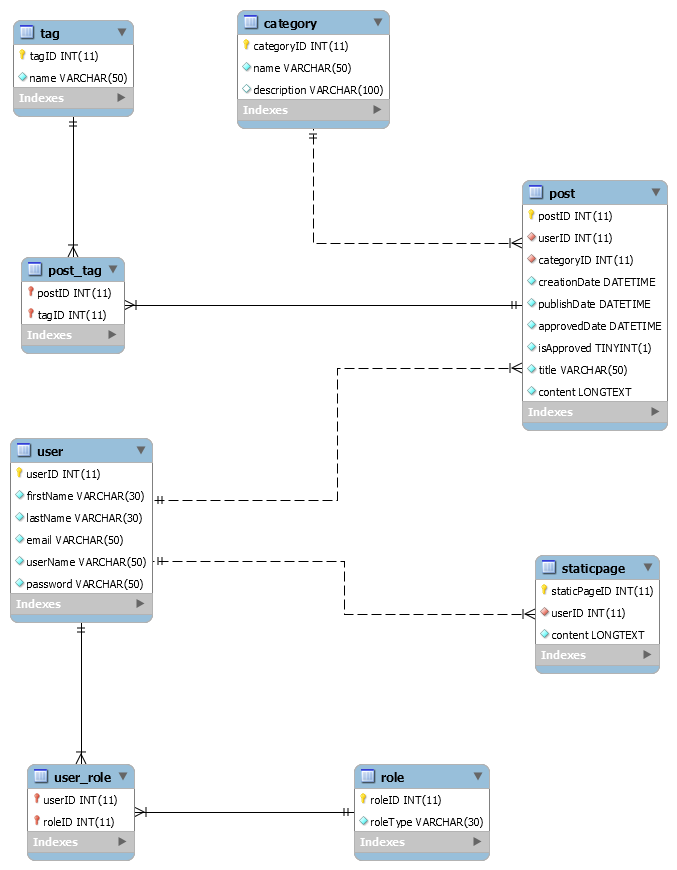 tag
tagID INT(11)
name VARCHAR(50)
Indexes
category
categoryID INT(11)
name VARCHAR(50)
description VARCHAR(100)
Indexes
post
postID INT(11)
userID INT(11)
categoryID INT(11)
creationDate DATETIME
publishDate DATETIME
approvedDate DATETIME
isApproved TINYINT(1)
title VARCHAR(50)
content LONGTEXT
Indexes
post_tag
postID INT(11)
tagID INT(11)
Indexes
user
userID INT(11)
firstName VARCHAR(30)
lastName VARCHAR(30)
email VARCHAR(50)
userName VARCHAR(50)
password VARCHAR(50)
Indexes
staticpage
staticPageID INT(11)
userID INT(11)
content LONGTEXT
Indexes
user_role
userID INT(11)
roleID INT(11)
Indexes
role
roleID INT(11)
roleType VARCHAR(30)
Indexes